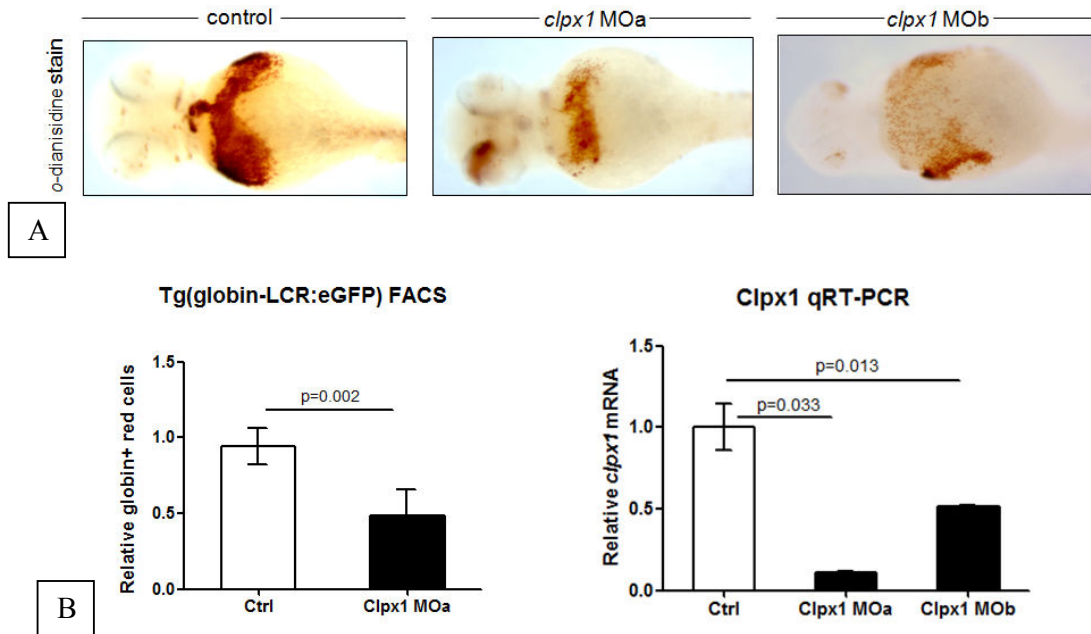 control
clpx1 MOa
clpx1 MOb
o-dianisidine stain
A
Tg(globin-LCR:eGFP) FACS
Relative globin+ red cells
1.5
1.0
0.5
0.0
p=0.002
Ctrl
Clpx1 MOa
Clpx1 qRT-PCR
Relative clpx1 mRNA
1.5
1.0
0.5
0.0
p=0.013
p=0.033
Ctrl
Clpx1 MOa
Clpx1 MOb
B